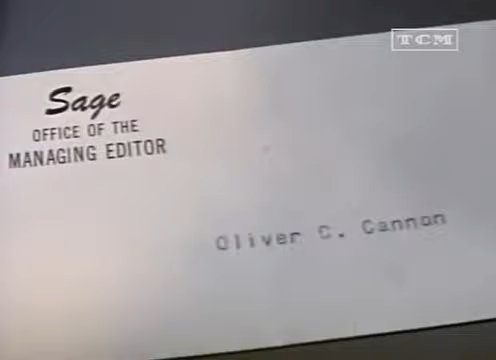 TCM
Sage
OFFICE OF THE
MANAGING EDITOR
Oliver C. Cannon